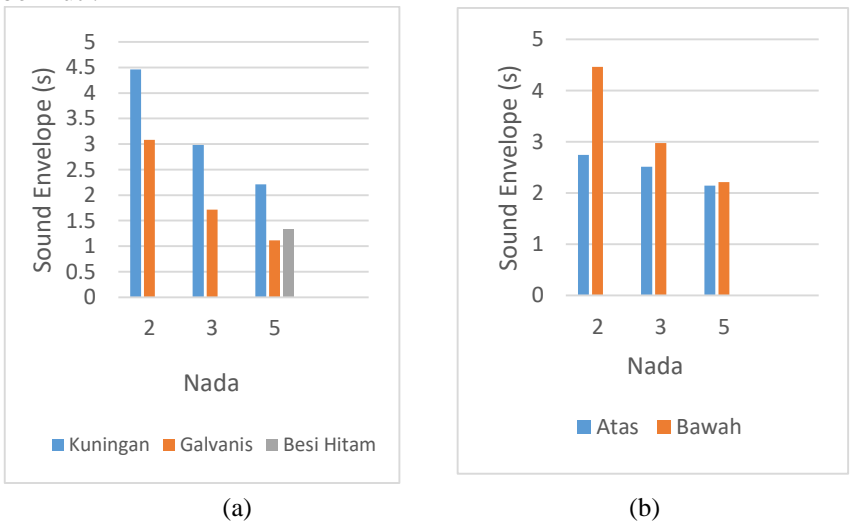 5
4.5
4
3.5
3
2.5
2
1.5
1
0.5
0
Sound Envelope (s)
2 3 5
Nada
Kuningan Galvanis Besi Hitam
(a)
5
4
3
2
1
0
Sound Envelope (s)
2 3 5
Nada
Atas Bawah
(b)